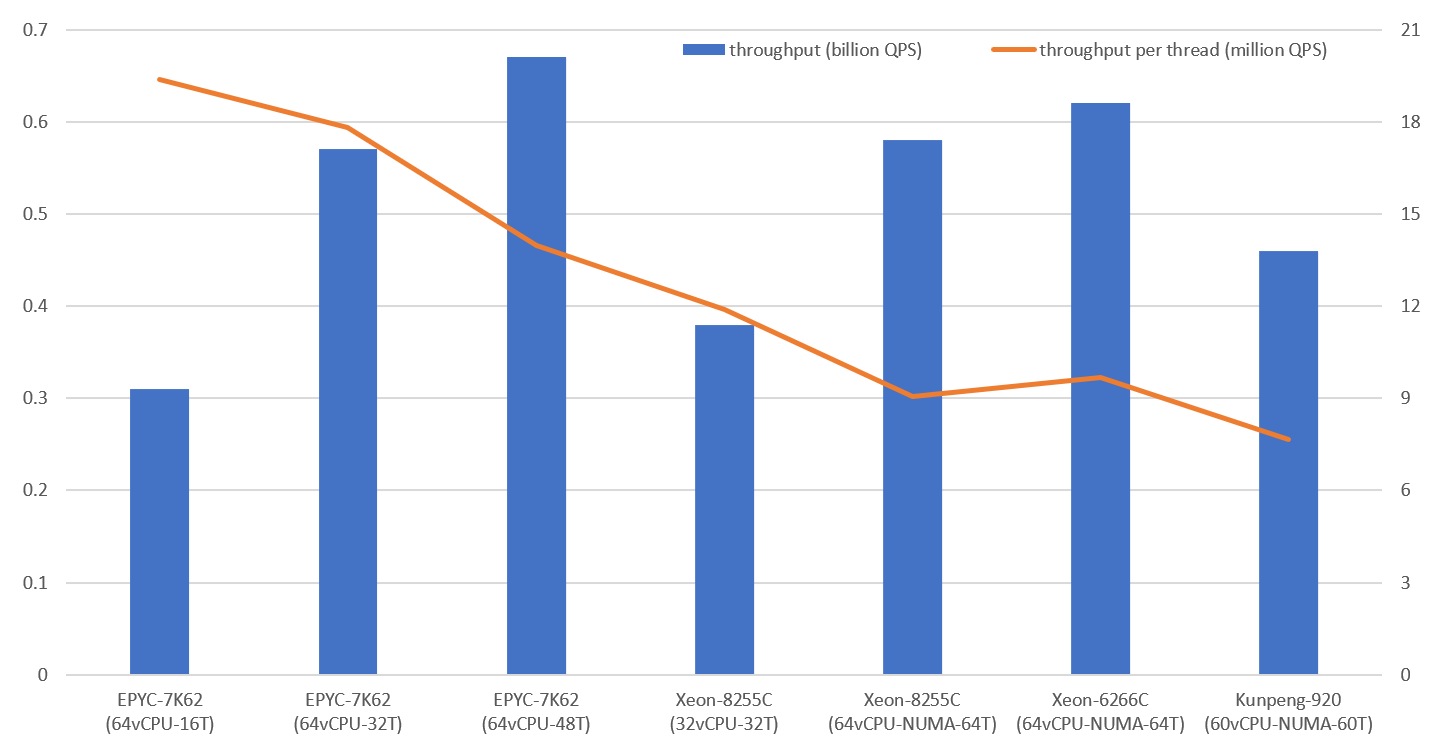 0.7
0.6
0.5
0.4
0.3
0.2
0.1
0
throughput (billion QPS)
throughput per thread (million QPS)
21
18
15
12
9
6
3
0
EPYC-7K62
(64vCPU-16T)
EPYC-7K62
(64vCPU-32T)
EPYC-7K62
(64vCPU-48T)
Xeon-8255C
(32vCPU-32T)
Xeon-8255C
(64vCPU-NUMA-64T)
Xeon-6266C
(64vCPU-NUMA-64T)
Kunpeng-920
(60vCPU-NUMA-60T)